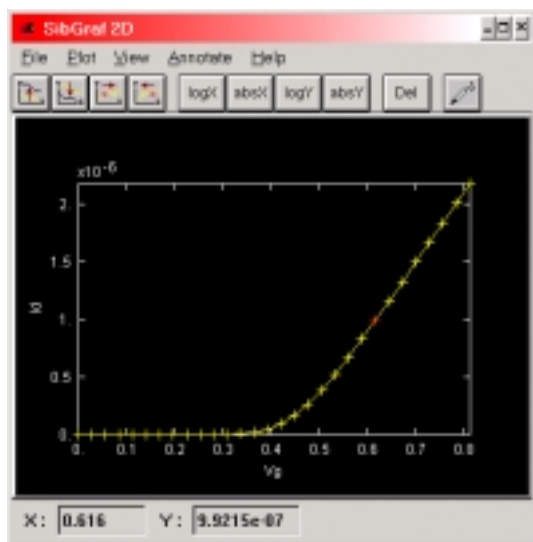 SibGraf 2D
File Plot View Annotate Help
logX absX logY absY Del
x10-6
2.
1.5
1.
0.5
0.
0. 0.1 0.2 0.3 0.4 0.5 0.6 0.7 0.8
Id
Vg
X: 0.616 Y: 9.9215e-07